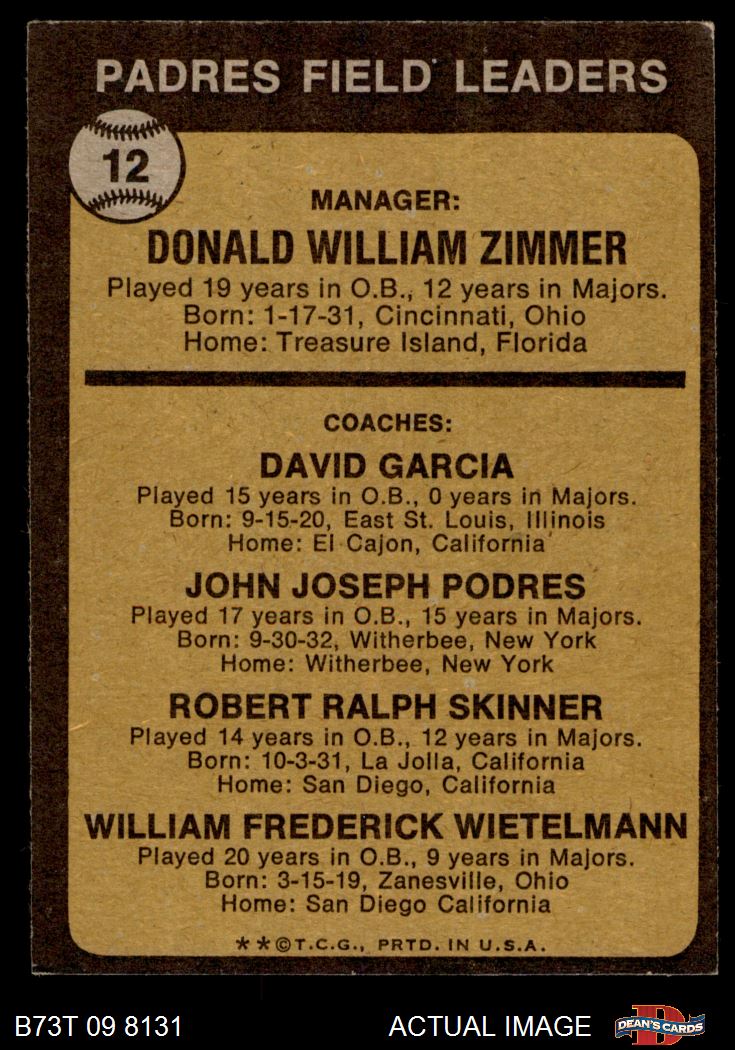 PADRES FIELD LEADERS
12
MANAGER:
DONALD WILLIAM ZIMMER
Played 19 years in O.B., 12 years in Majors.
Born: 1-17-31, Cincinnati, Ohio
Home: Treasure Island, Florida
COACHES:
DAVID GARCIA
Played 15 years in O.B., 0 years in Majors.
Born: 9-15-20, East St. Louis, Illinois
Home: El Cajon, California
JOHN JOSEPH PODRES
Played 17 years in O.B., 15 years in Majors.
Born: 9-30-32, Witherbee, New York
Home: Witherbee, New York
ROBERT RALPH SKINNER
Played 14 years in O.B., 12 years in Majors.
Born: 10-3-31, La Jolla, California
Home: San Diego, California
WILLIAM FREDERICK WIETELMANN
Played 20 years in O.B., 9 years in Majors.
Born: 3-15-19, Zanesville, Ohio
Home: San Diego California
**©T.C.G., PRTD. IN U.S.A.
B73T 09 8131
ACTUAL IMAGE
D
DEAN'S CARDS